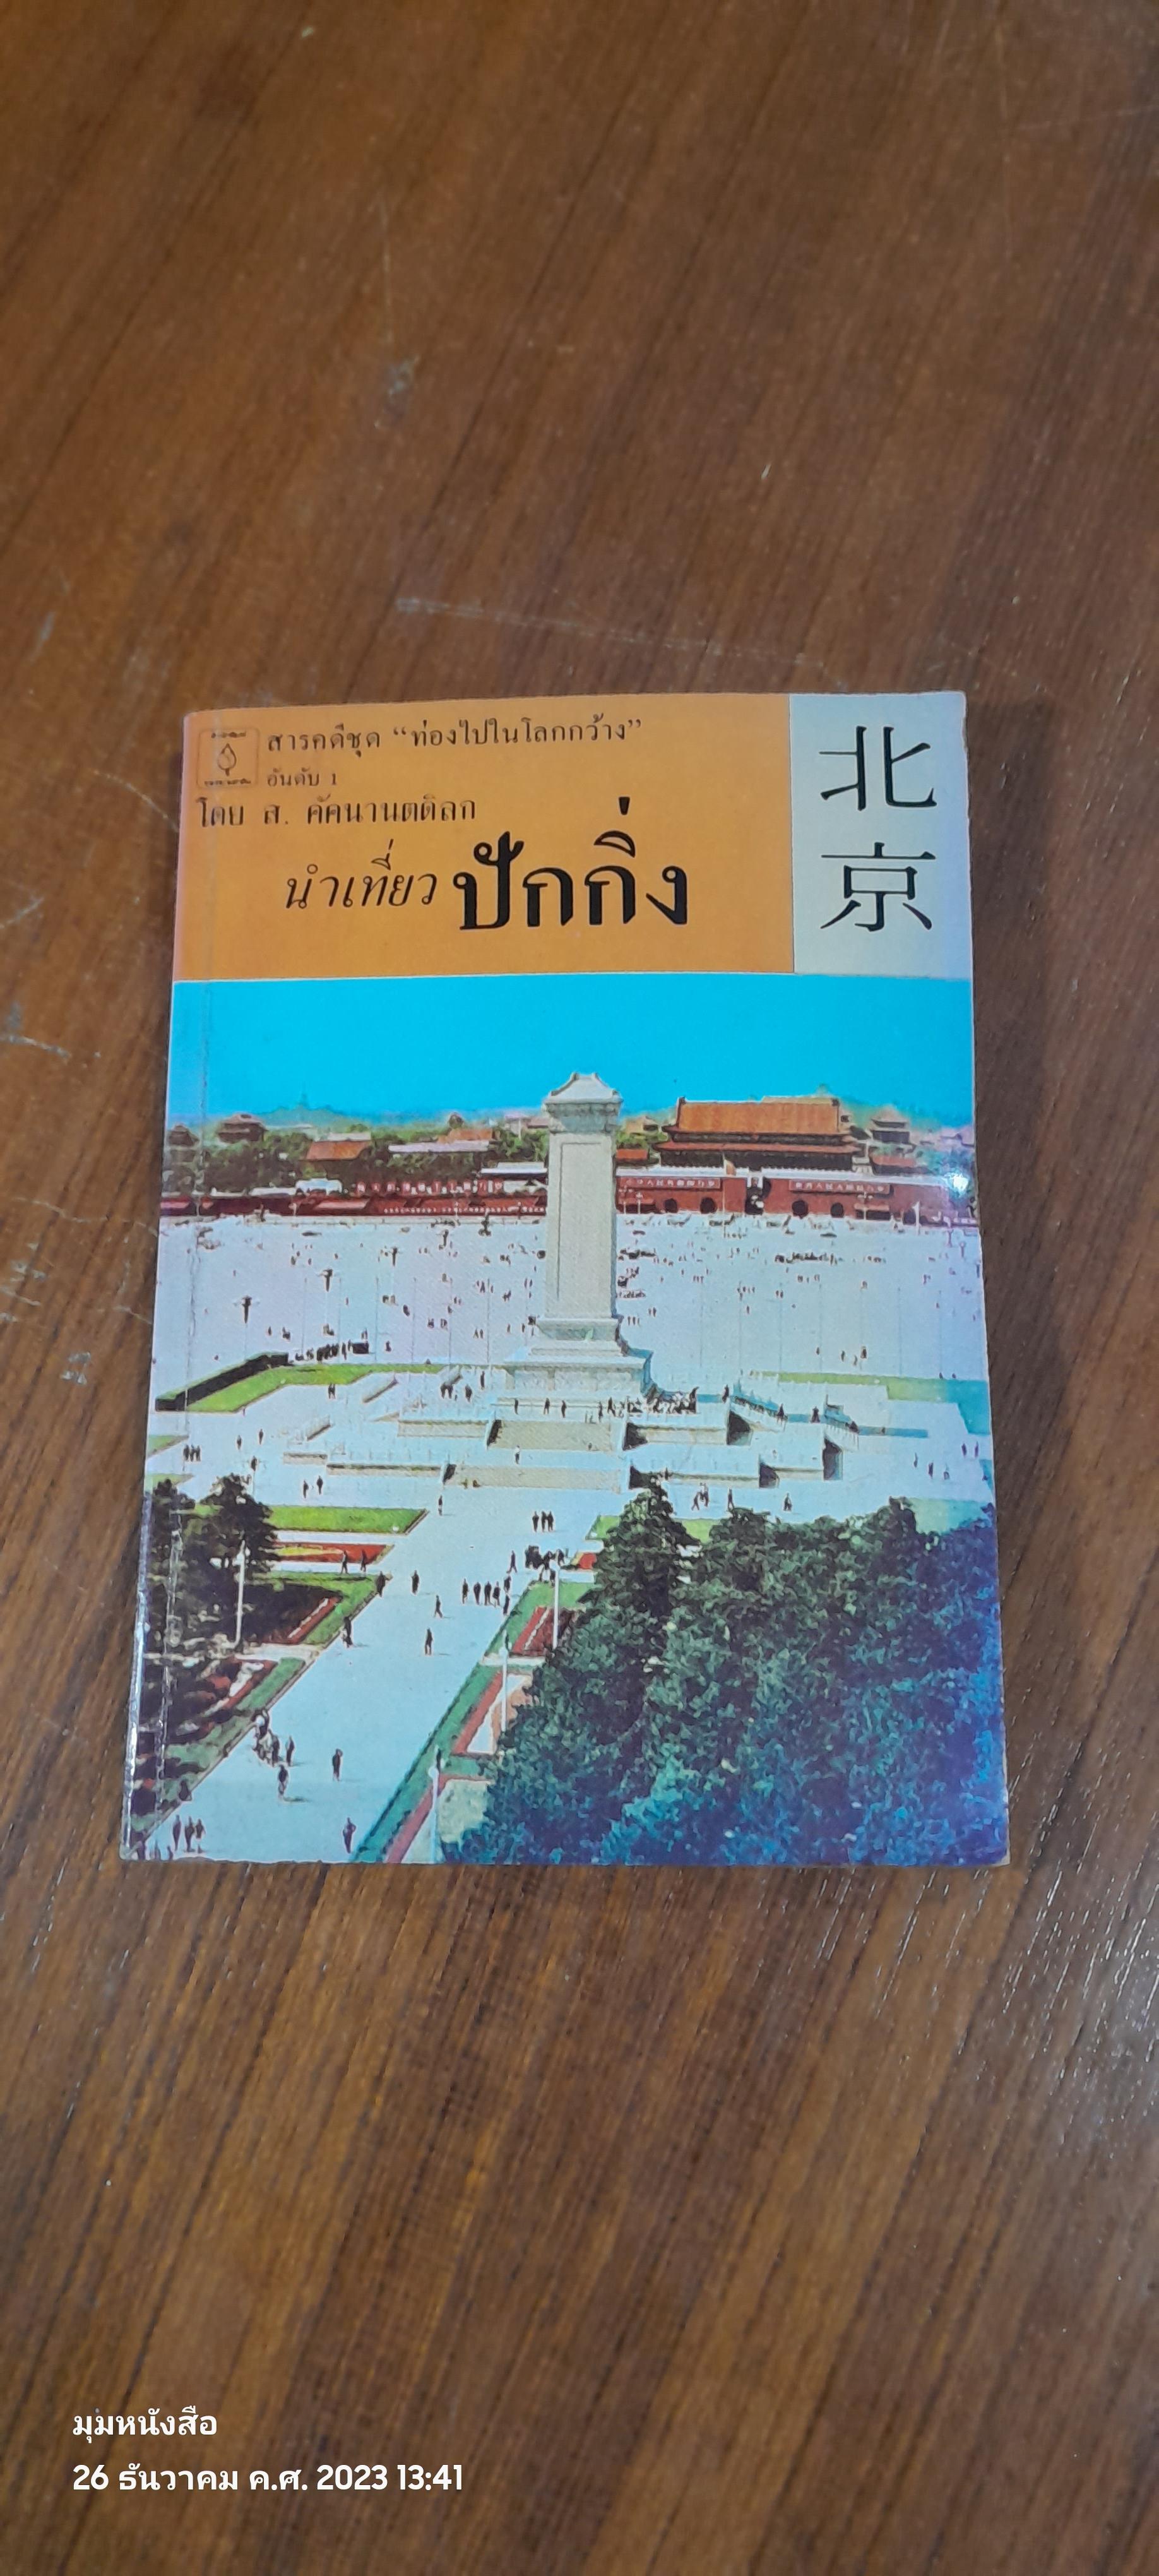 สารคดีชุด “ท่องไปในโลกกว้าง”
อันดับ 1
โดย ส. คัคนานตดิลก
นำเที่ยว ปักกิ่ง
北
京
มุมหนังสือ
26 ธันวาคม ค.ศ. 2023 13:41